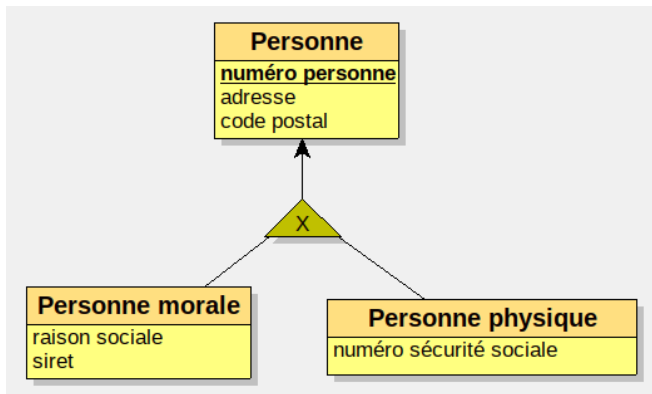 Personne
numéro personne
adresse
code postal
X
Personne morale
raison sociale
siret
Personne physique
numéro sécurité sociale